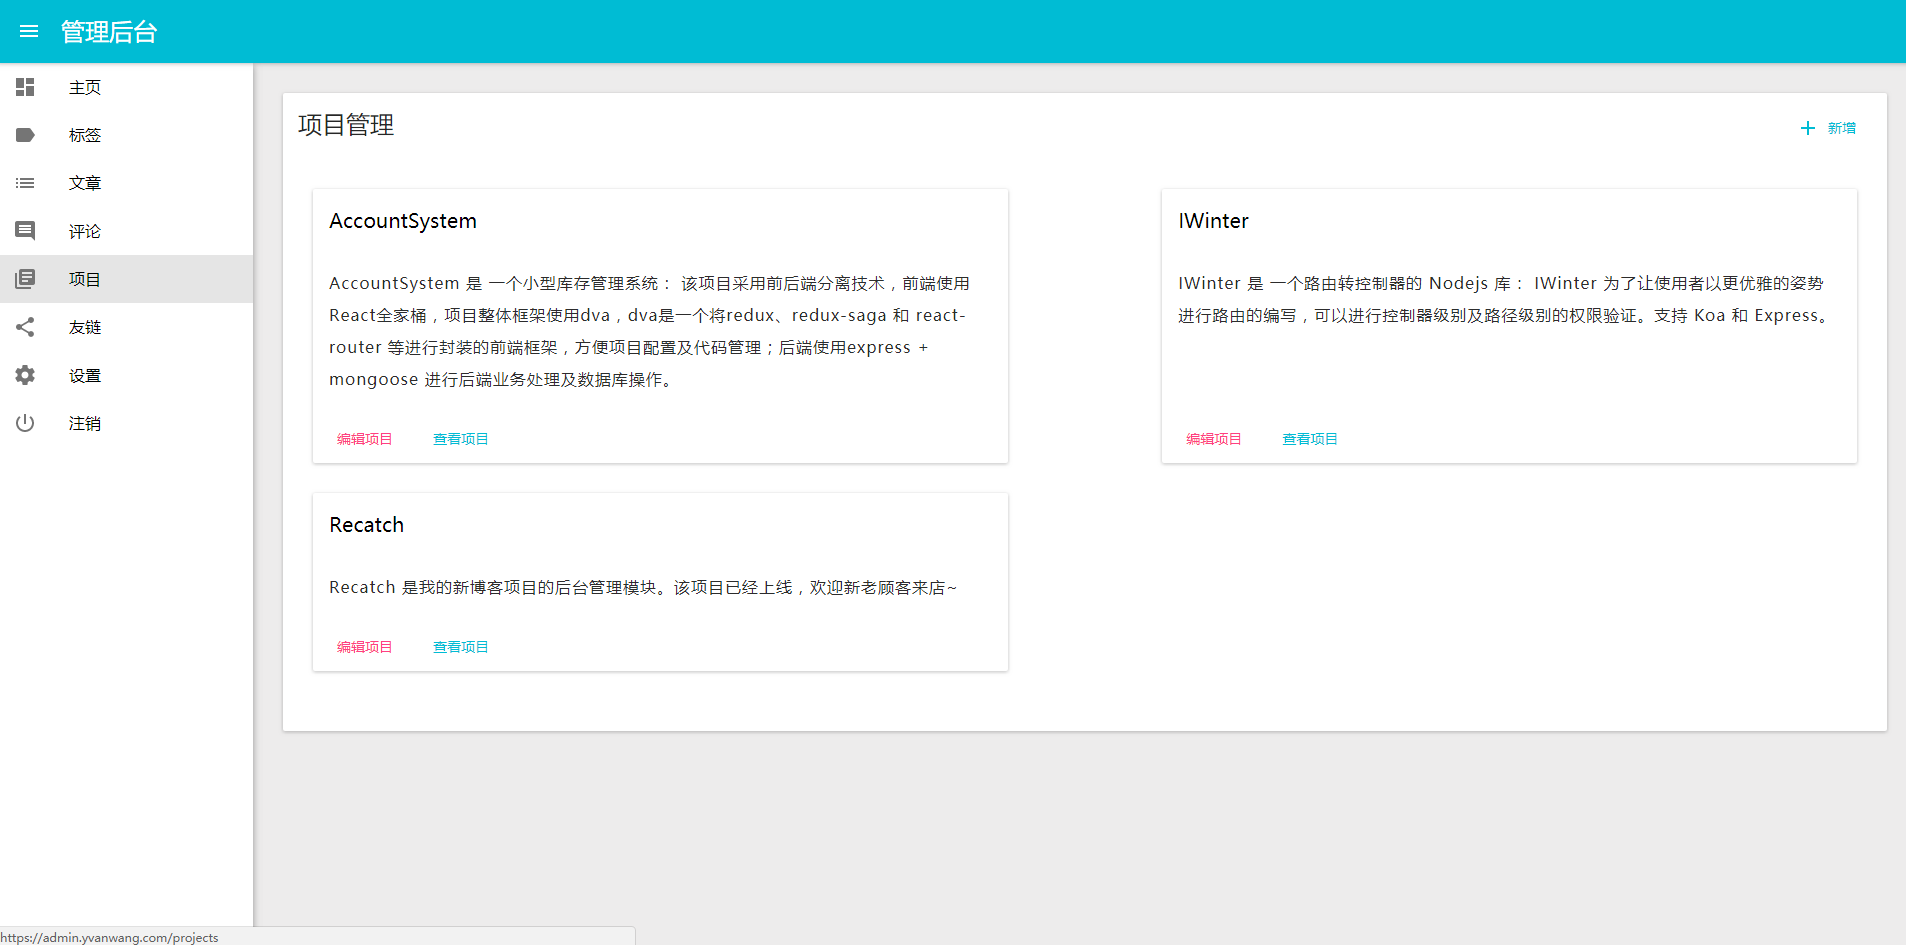 管理后台
主页
标签
文章
评论
项目
友链
设置
注销
项目管理
新增
AccountSystem
AccountSystem 是 一个小型库存管理系统： 该项目采用前后端分离技术，前端使用
React全家桶，项目整体框架使用dva，dva是一个将redux、redux-saga 和 react-
router 等进行封装的前端框架，方便项目配置及代码管理；后端使用express +
mongoose 进行后端业务处理及数据库操作。
编辑项目 查看项目
IWinter
IWinter 是 一个路由转控制器的 Nodejs 库： IWinter 为了让使用者以更优雅的姿势
进行路由的编写，可以进行控制器级别及路径级别的权限验证。支持 Koa 和 Express。
编辑项目 查看项目
Recatch
Recatch 是我的新博客项目的后台管理模块。该项目已经上线，欢迎新老顾客来店~
编辑项目 查看项目
https://admin.yvanwang.com/projects